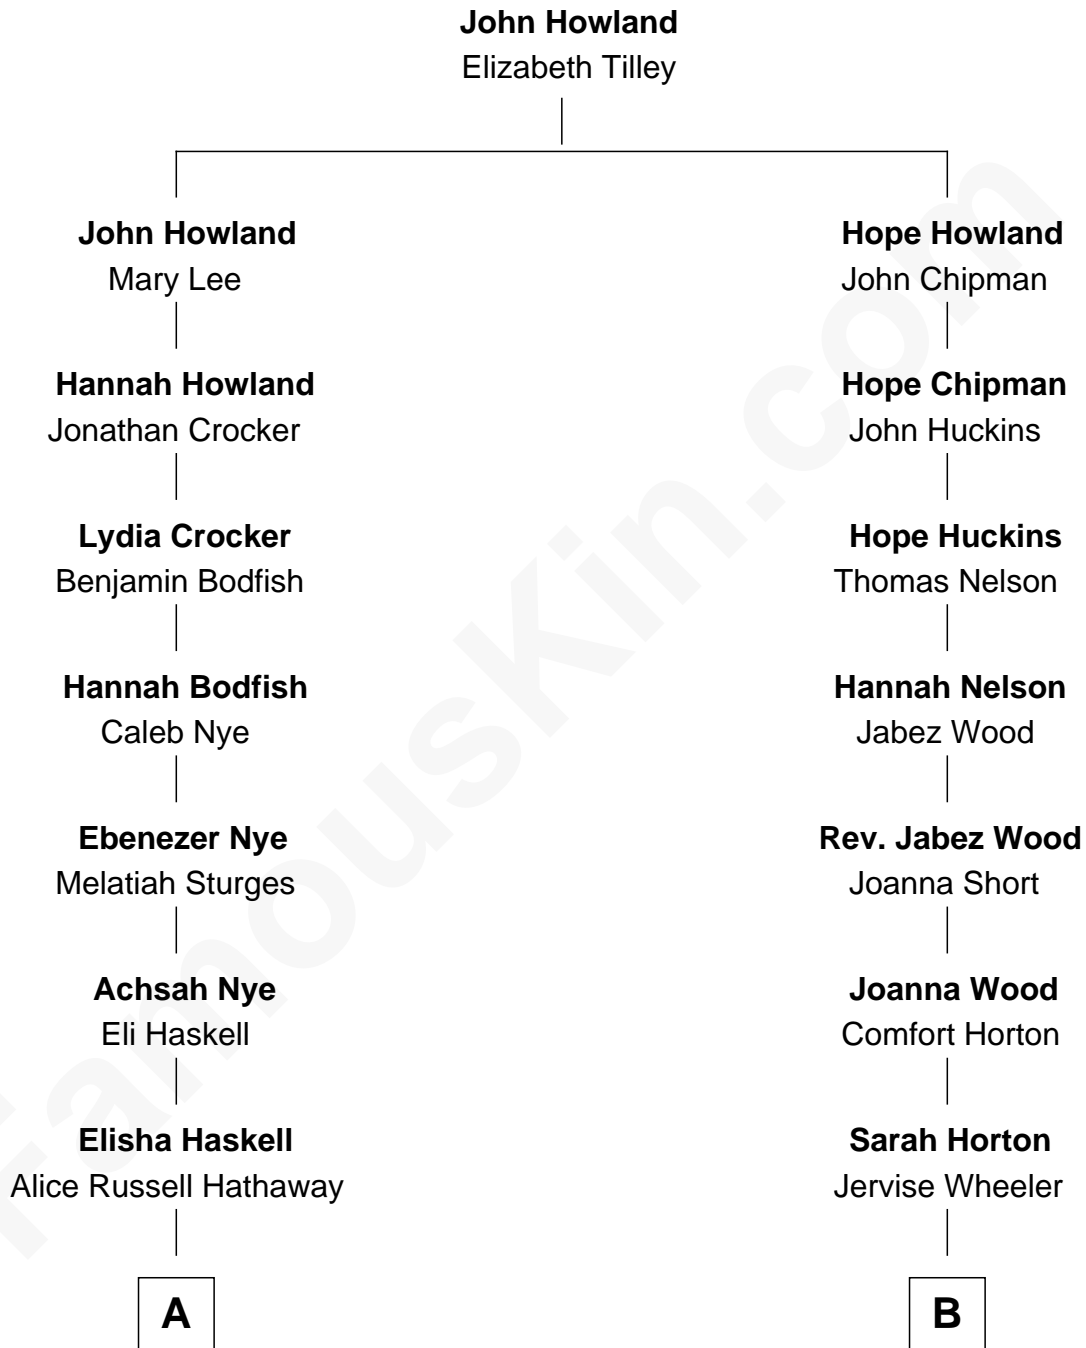 John Howland
Elizabeth Tilley
John Howland
Mary Lee
Hope Howland
John Chipman
Hannah Howland
Jonathan Crocker
Hope Chipman
John Huckins
Lydia Crocker
Benjamin Bodfish
Hope Huckins
Thomas Nelson
Hannah Bodfish
Caleb Nye
Hannah Nelson
Jabez Wood
Ebenezer Nye
Melatiah Sturges
Rev. Jabez Wood
Joanna Short
Achsah Nye
Eli Haskell
Joanna Wood
Comfort Horton
Elisha Haskell
Alice Russell Hathaway
Sarah Horton
Jervise Wheeler
A
B
FamousKin.com